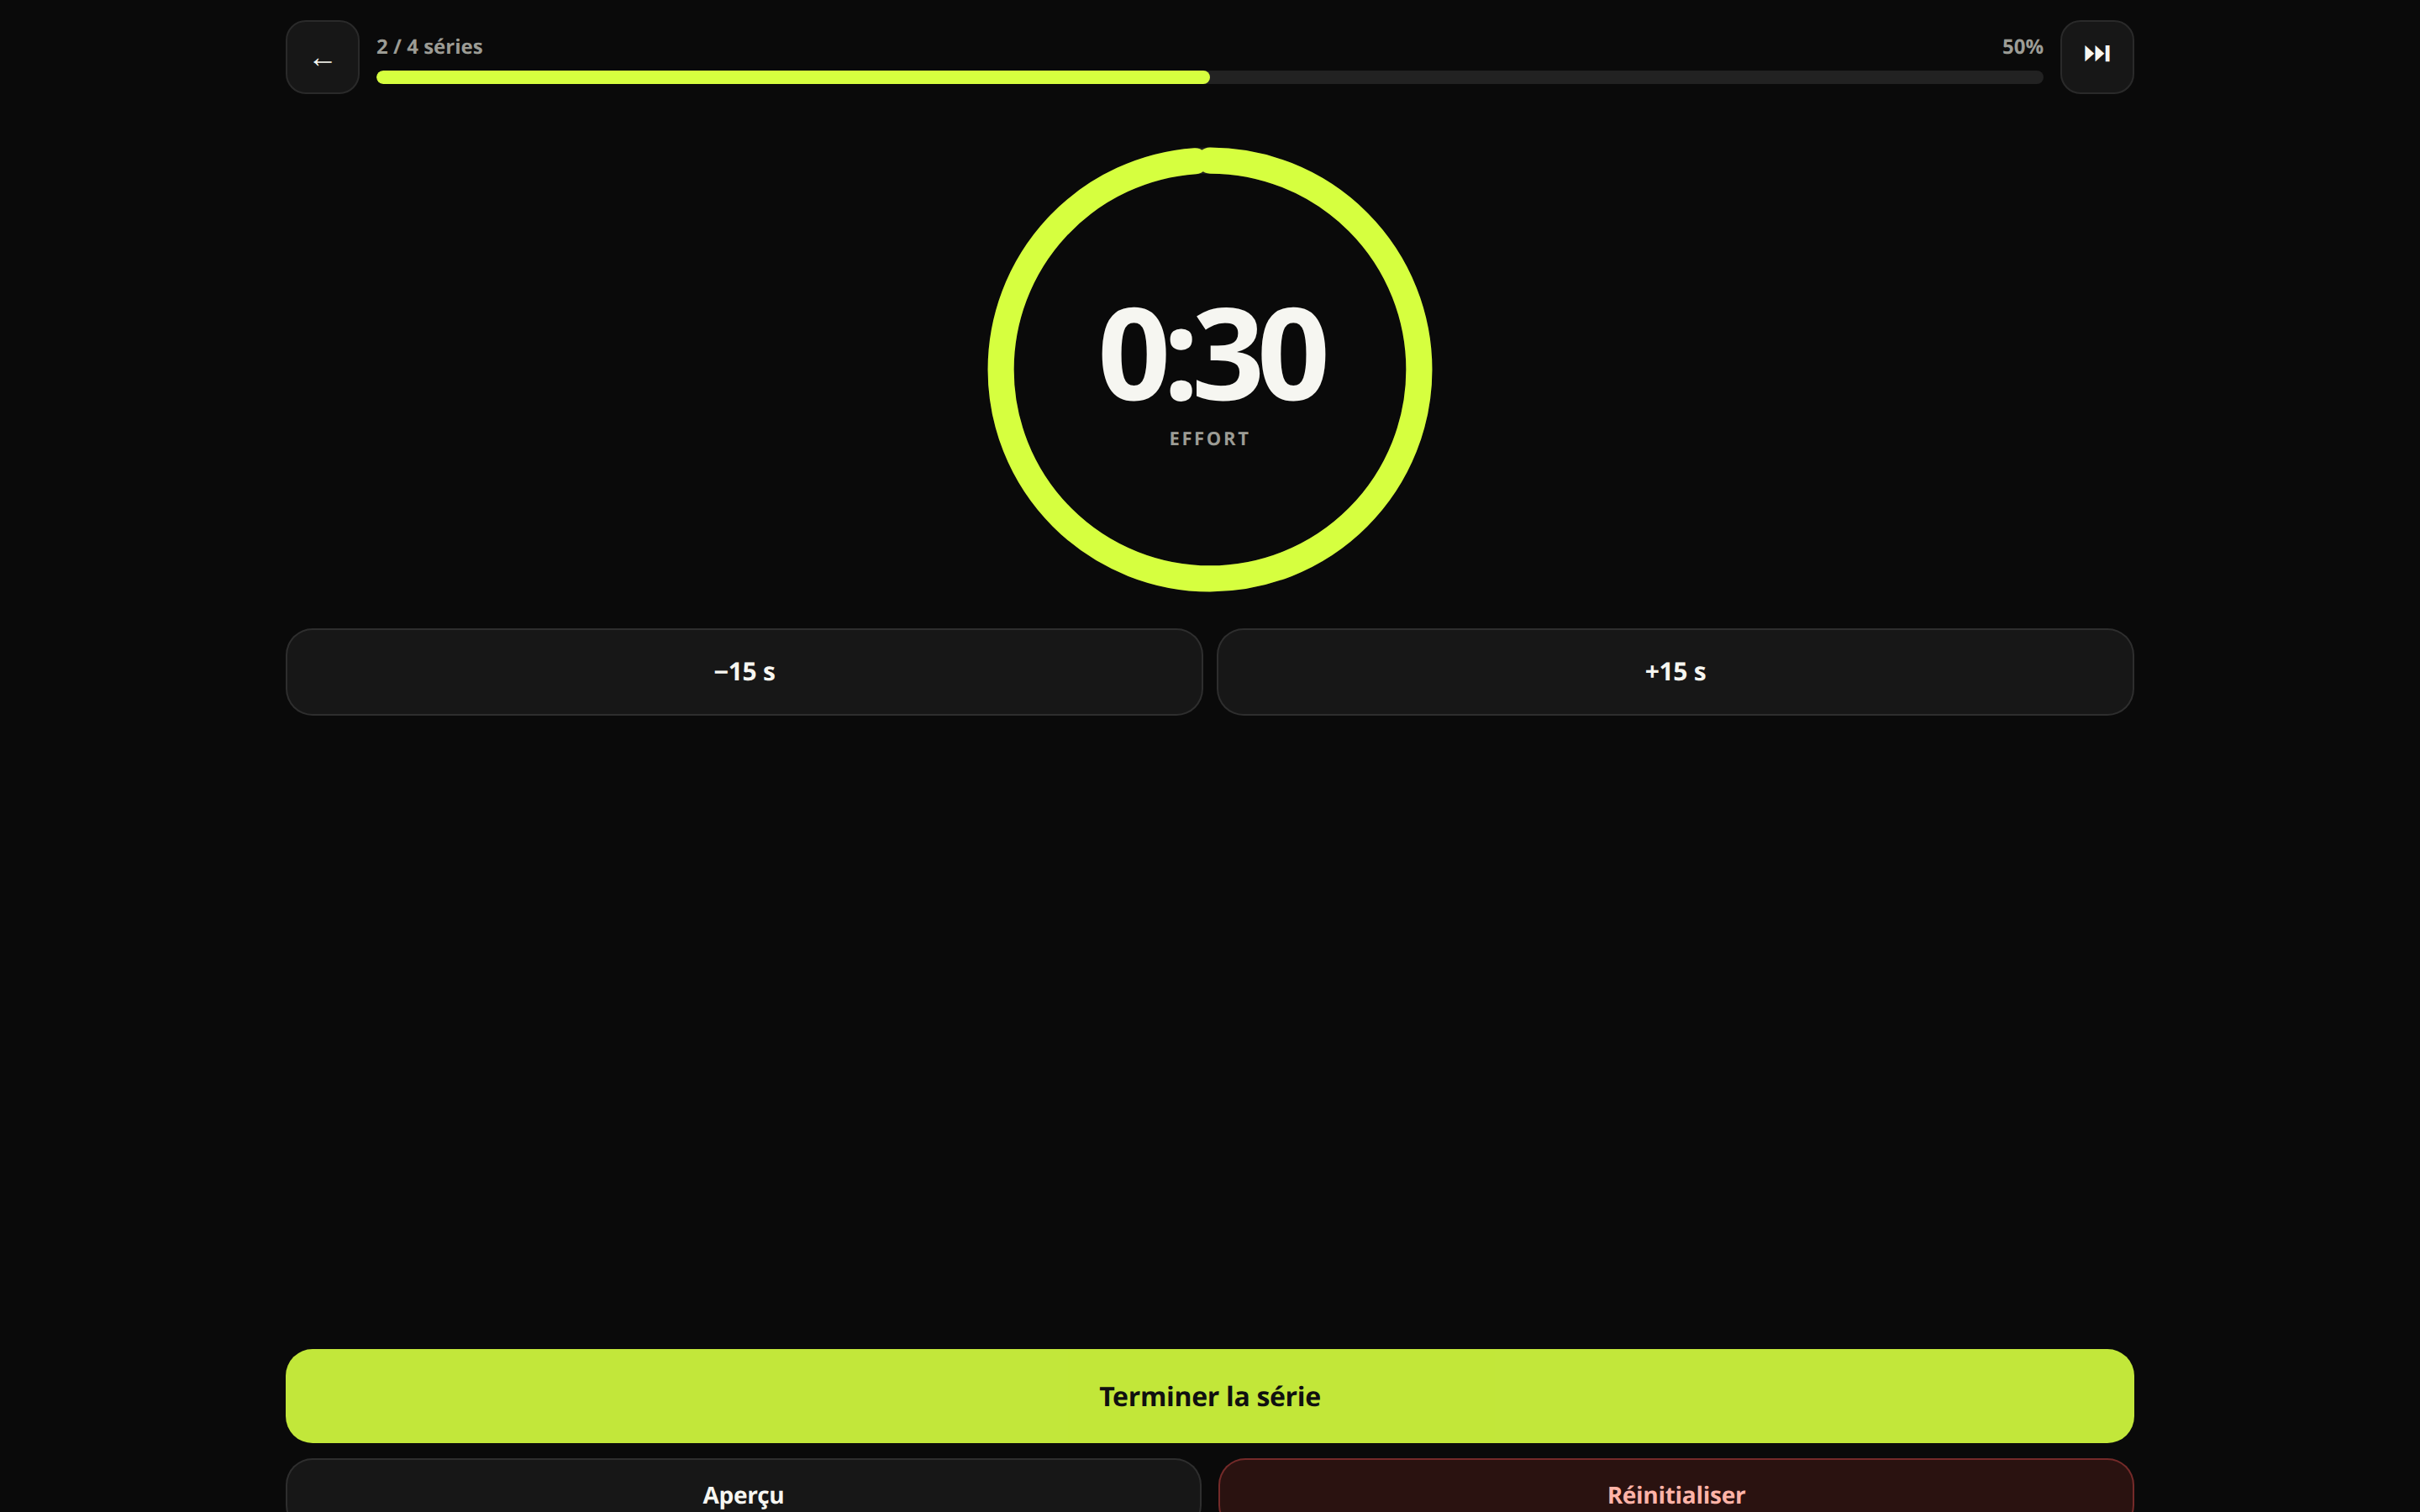 ←
2 / 4 séries
50%
⏭
0:30
EFFORT
−15 s
+15 s
Terminer la série
Aperçu
Réinitialiser